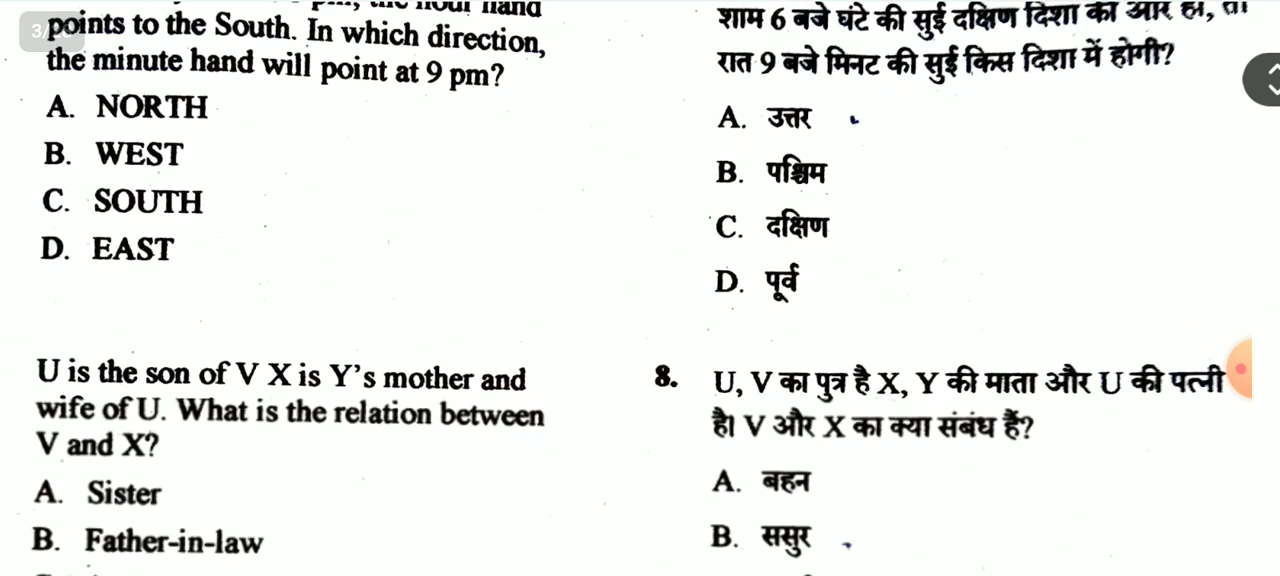 points to the South. In which direction,
the minute hand will point at 9 pm?
A. NORTH
B. WEST
C. SOUTH
D. EAST
U is the son of V X is Y's mother and
wife of U. What is the relation between
V and X?
A. Sister
B. Father-in-law
शाम 6 बजे घंटे की सुई दक्षिण दिशा की ओर हो, तो
रात 9 बजे मिनट की सुई किस दिशा में होगी?
A. उत्तर
B. पश्चिम
C. दक्षिण
D. पूर्व
8. U, V का पुत्र है X, Y की माता और U की पत्नी
है। V और X का क्या संबंध हैं?
A. बहन
B. ससुर